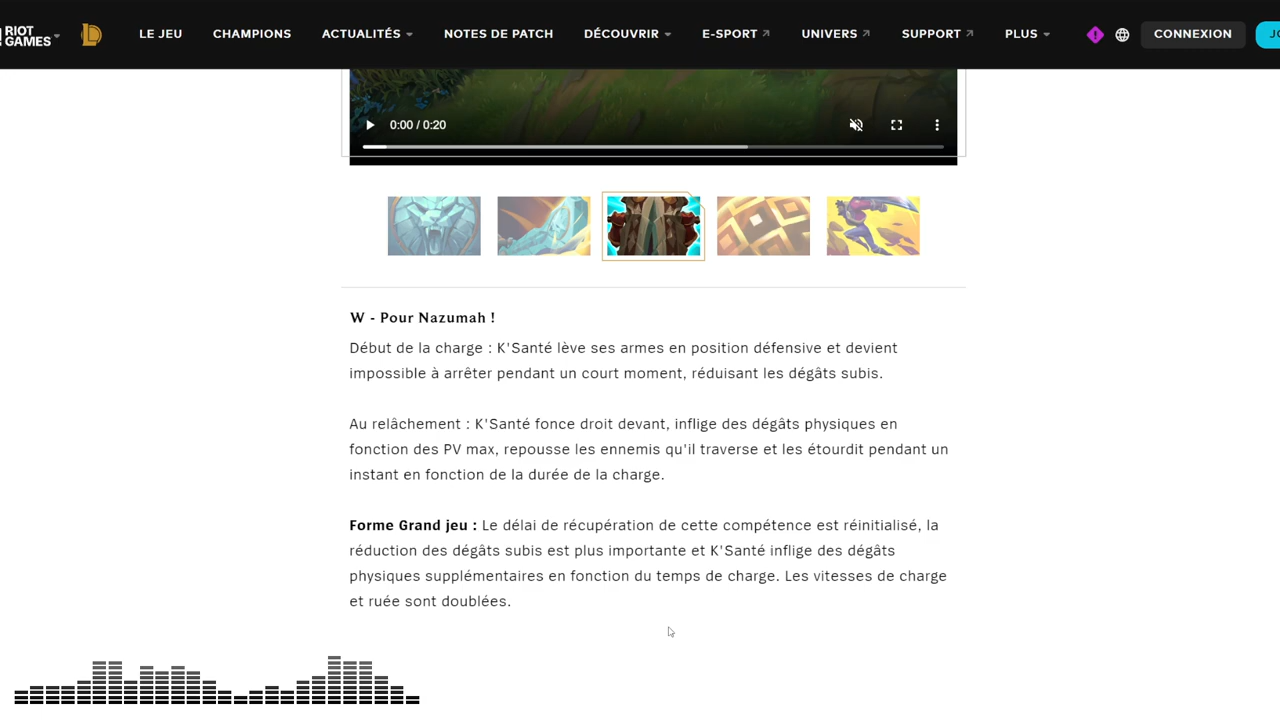 RIOT
GAMES
LE JEU CHAMPIONS ACTUALITÉS NOTES DE PATCH DÉCOUVRIR E-SPORT UNIVERS SUPPORT PLUS CONNEXION
0:00 / 0:20
W - Pour Nazumah !
Début de la charge : K'Santé lève ses armes en position défensive et devient
impossible à arrêter pendant un court moment, réduisant les dégâts subis.
Au relâchement : K'Santé fonce droit devant, inflige des dégâts physiques en
fonction des PV max, repousse les ennemis qu'il traverse et les étourdit pendant un
instant en fonction de la durée de la charge.
Forme Grand jeu : Le délai de récupération de cette compétence est réinitialisé, la
réduction des dégâts subis est plus importante et K'Santé inflige des dégâts
physiques supplémentaires en fonction du temps de charge. Les vitesses de charge
et ruée sont doublées.